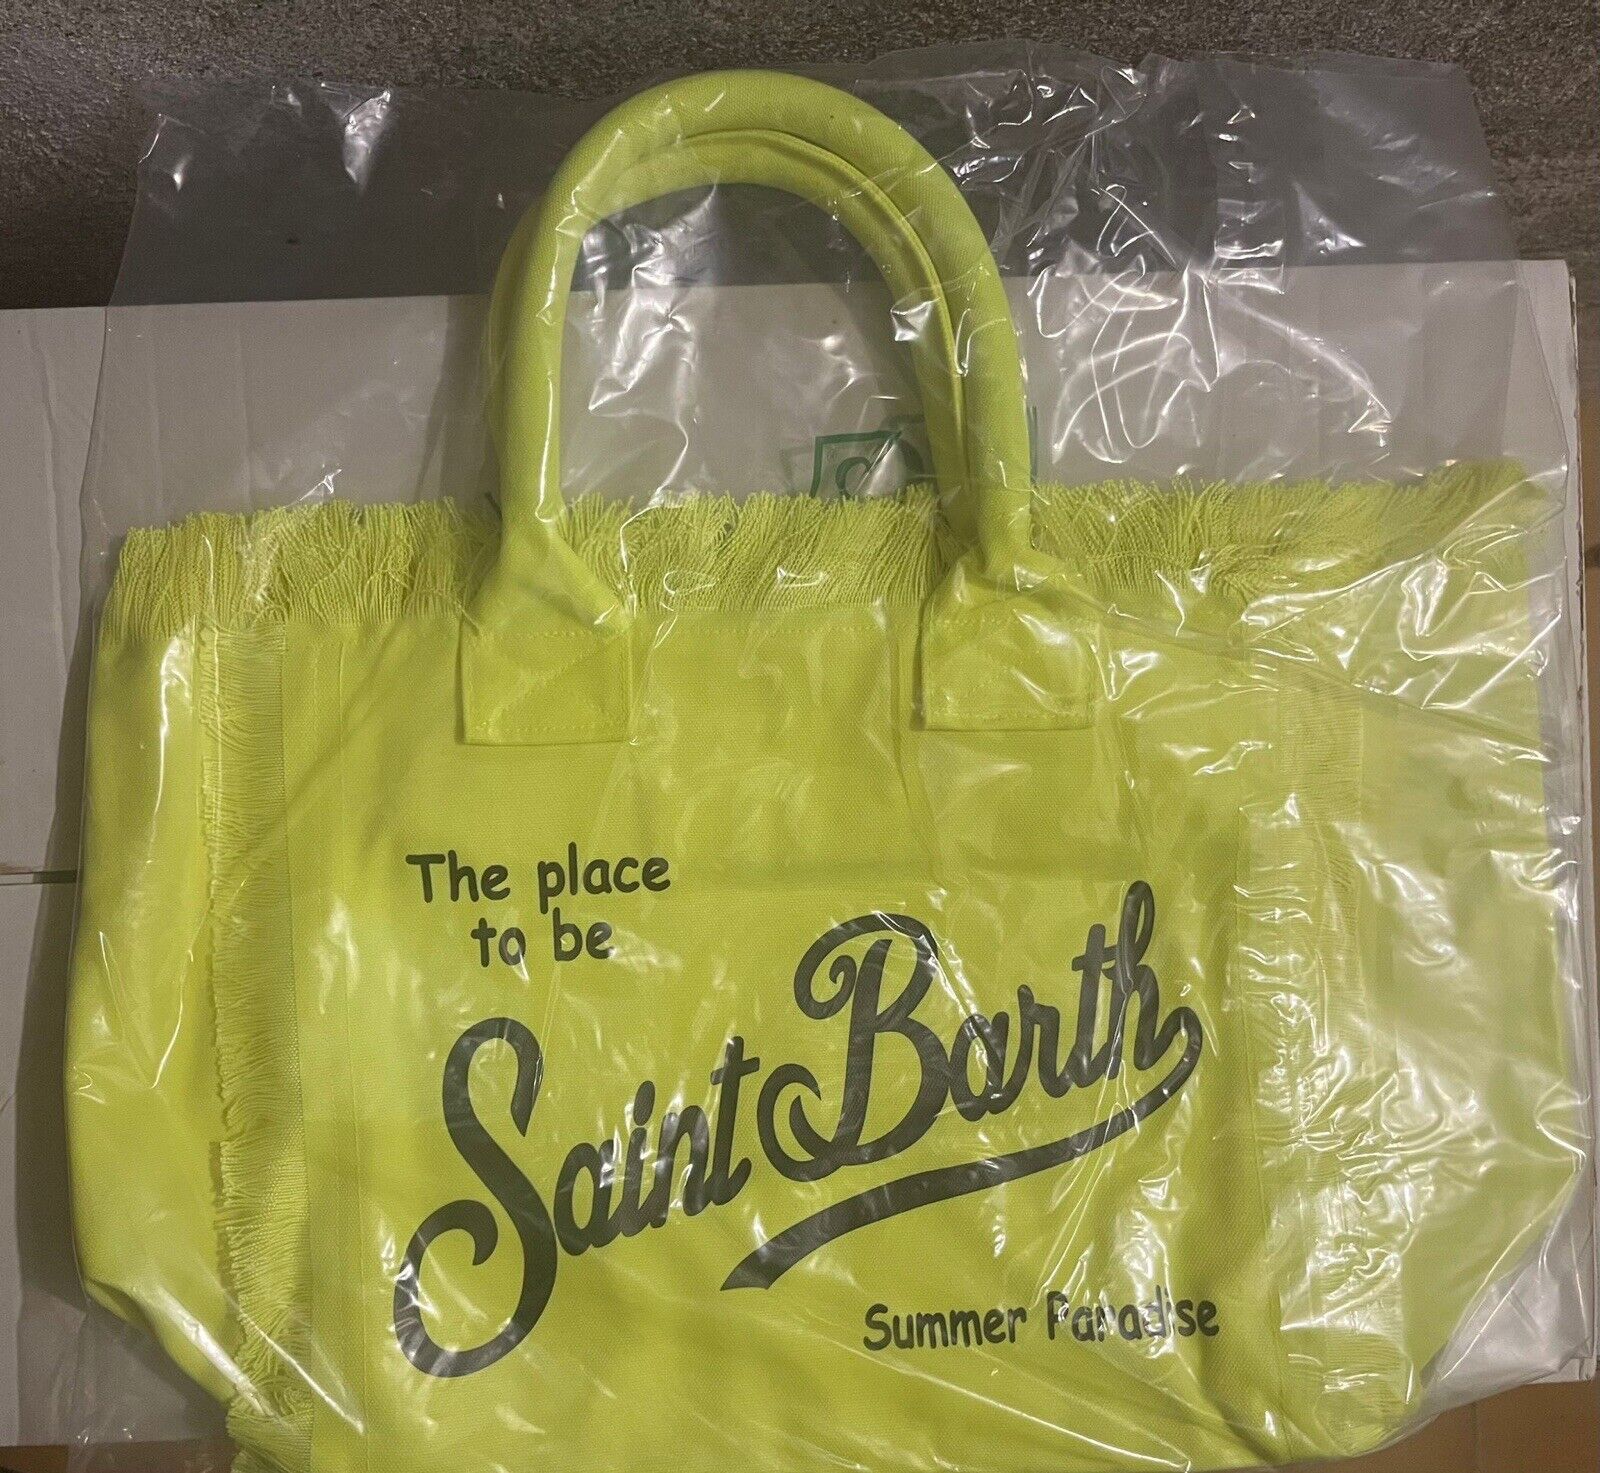 The place
to be
Saint Barth
Summer Paradise